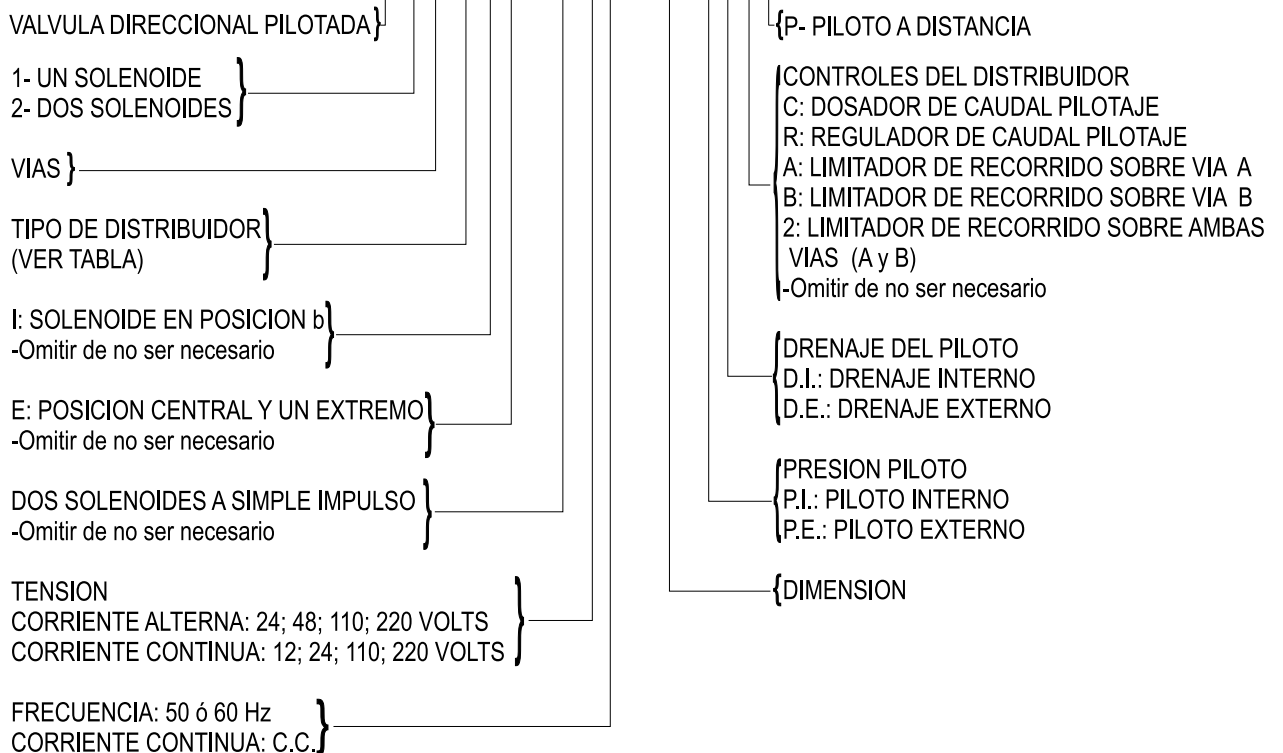 VALVULA DIRECCIONAL PILOTADA
1- UN SOLENOIDE
2- DOS SOLENOIDES
VIAS
TIPO DE DISTRIBUIDOR
(VER TABLA)
I: SOLENOIDE EN POSICION b
-Omitir de no ser necesario
E: POSICION CENTRAL Y UN EXTREMO
-Omitir de no ser necesario
DOS SOLENOIDES A SIMPLE IMPULSO
-Omitir de no ser necesario
TENSION
CORRIENTE ALTERNA: 24; 48; 110; 220 VOLTS
CORRIENTE CONTINUA: 12; 24; 110; 220 VOLTS
FRECUENCIA: 50 ó 60 Hz
CORRIENTE CONTINUA: C.C.
P- PILOTO A DISTANCIA
CONTROLES DEL DISTRIBUIDOR
C: DOSADOR DE CAUDAL PILOTAJE
R: REGULADOR DE CAUDAL PILOTAJE
A: LIMITADOR DE RECORRIDO SOBRE VIA A
B: LIMITADOR DE RECORRIDO SOBRE VIA B
2: LIMITADOR DE RECORRIDO SOBRE AMBAS
VIAS (A y B)
-Omitir de no ser necesario
DRENAJE DEL PILOTO
D.I.: DRENAJE INTERNO
D.E.: DRENAJE EXTERNO
PRESION PILOTO
P.I.: PILOTO INTERNO
P.E.: PILOTO EXTERNO
DIMENSION